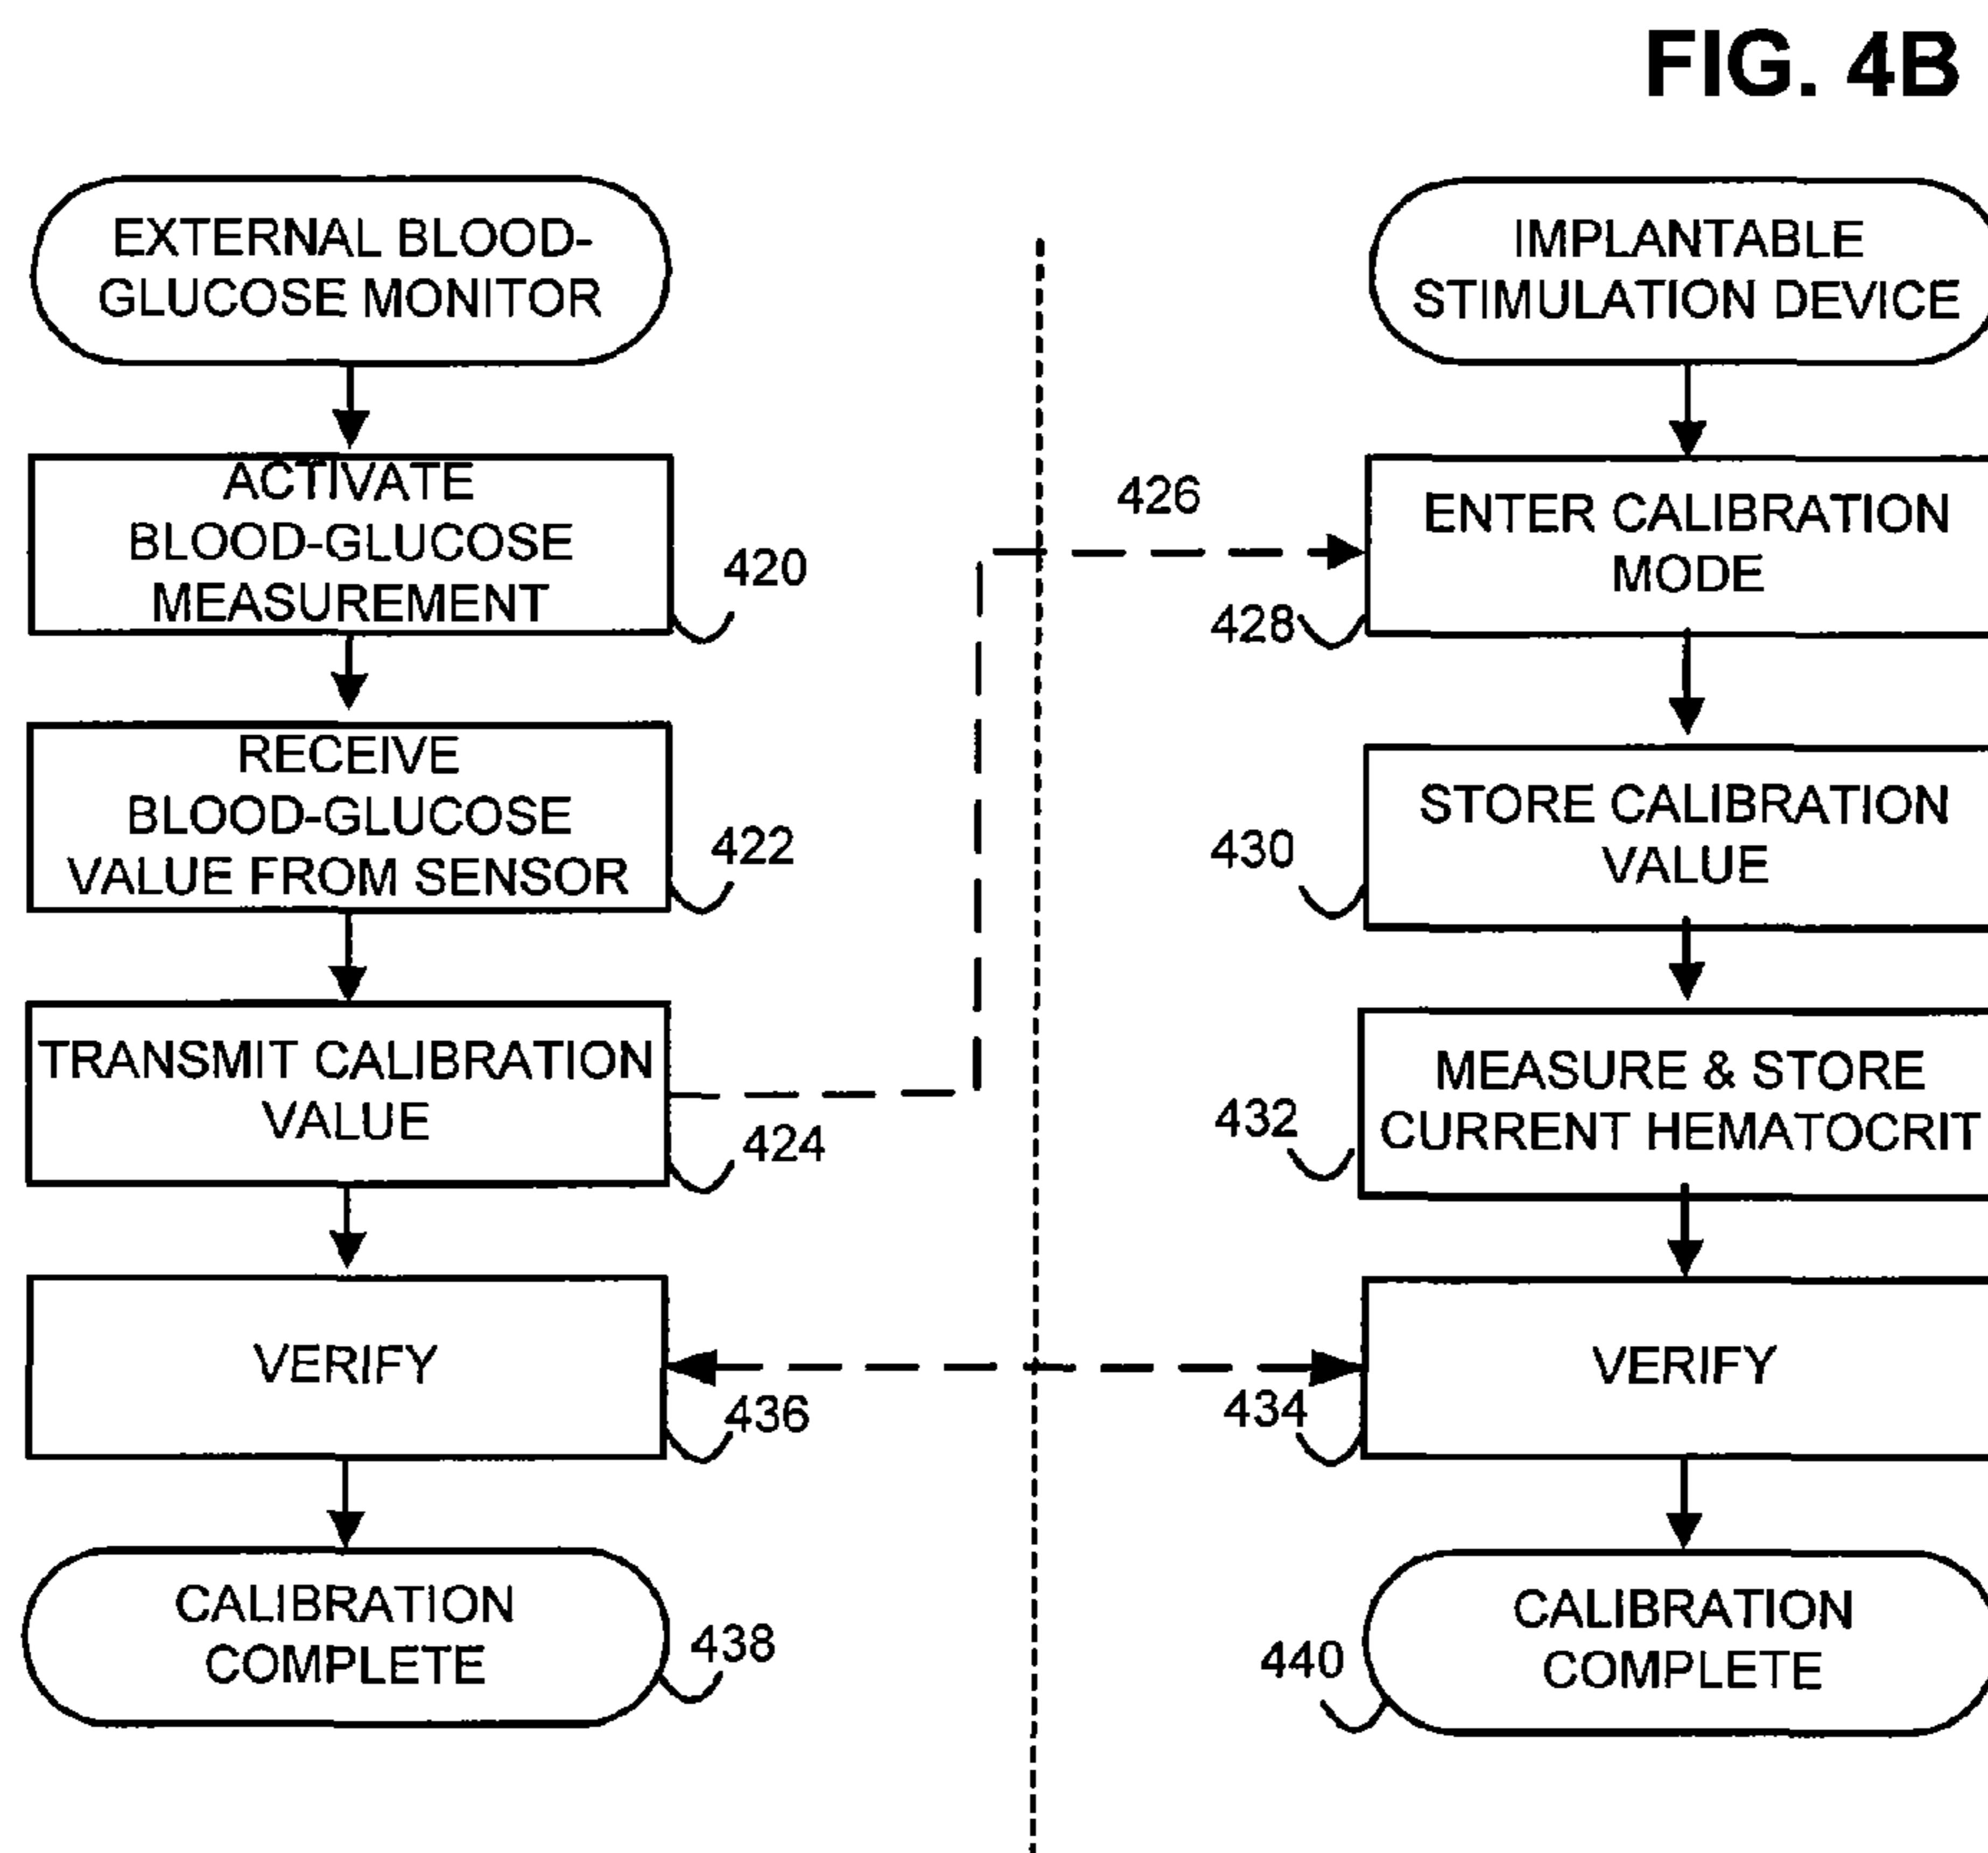 FIG. 4B
EXTERNAL BLOOD-
GLUCOSE MONITOR
ACTIVATE
BLOOD-GLUCOSE
MEASUREMENT
420
RECEIVE
BLOOD-GLUCOSE
VALUE FROM SENSOR
422
TRANSMIT CALIBRATION
VALUE
424
VERIFY
436
CALIBRATION
COMPLETE
438
IMPLANTABLE
STIMULATION DEVICE
426
ENTER CALIBRATION
MODE
428
STORE CALIBRATION
VALUE
430
MEASURE & STORE
CURRENT HEMATOCRIT
432
VERIFY
434
CALIBRATION
COMPLETE
440